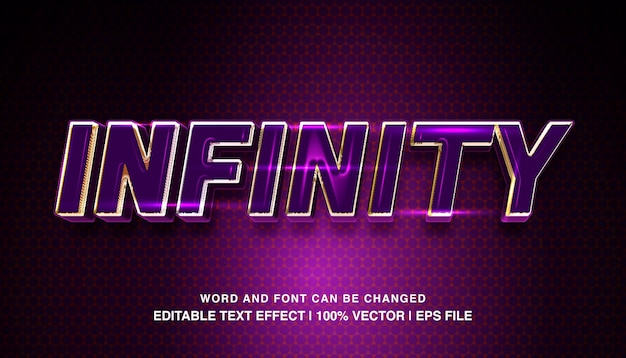 INFINITY
WORD AND FONT CAN BE CHANGED
EDITABLE TEXT EFFECT | 100% VECTOR | EPS FILE